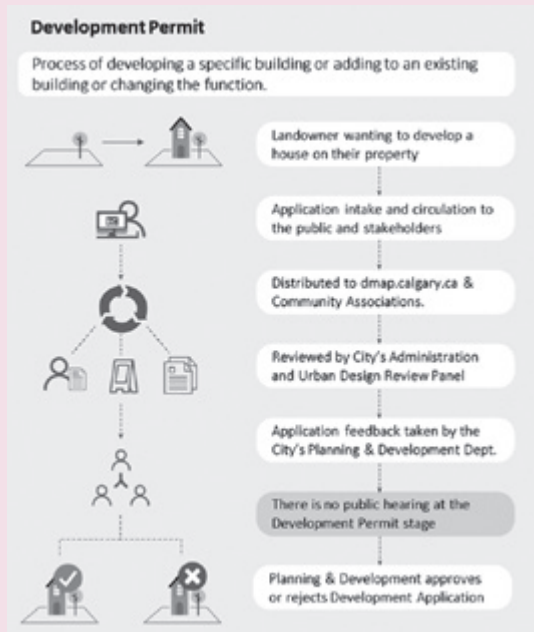 Development Permit
Process of developing a specific building or adding to an existing
building or changing the function.
Landowner wanting to develop a
house on their property
Application intake and circulation to
the public and stakeholders
Distributed to dmap.calgary.ca &
Community Associations.
Reviewed by City's Administration
and Urban Design Review Panel
Application feedback taken by the
City's Planning & Development Dept.
There is no public hearing at the
Development Permit stage
Planning & Development approves
or rejects Development Application